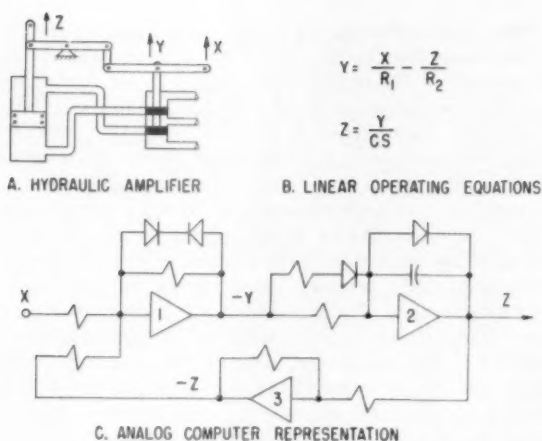 Z
Y
X
A. HYDRAULIC AMPLIFIER
Y = X/R₁ − Z/R₂
Z = Y/CS
B. LINEAR OPERATING EQUATIONS
X
1
−Y
2
Z
−Z
3
C. ANALOG COMPUTER REPRESENTATION